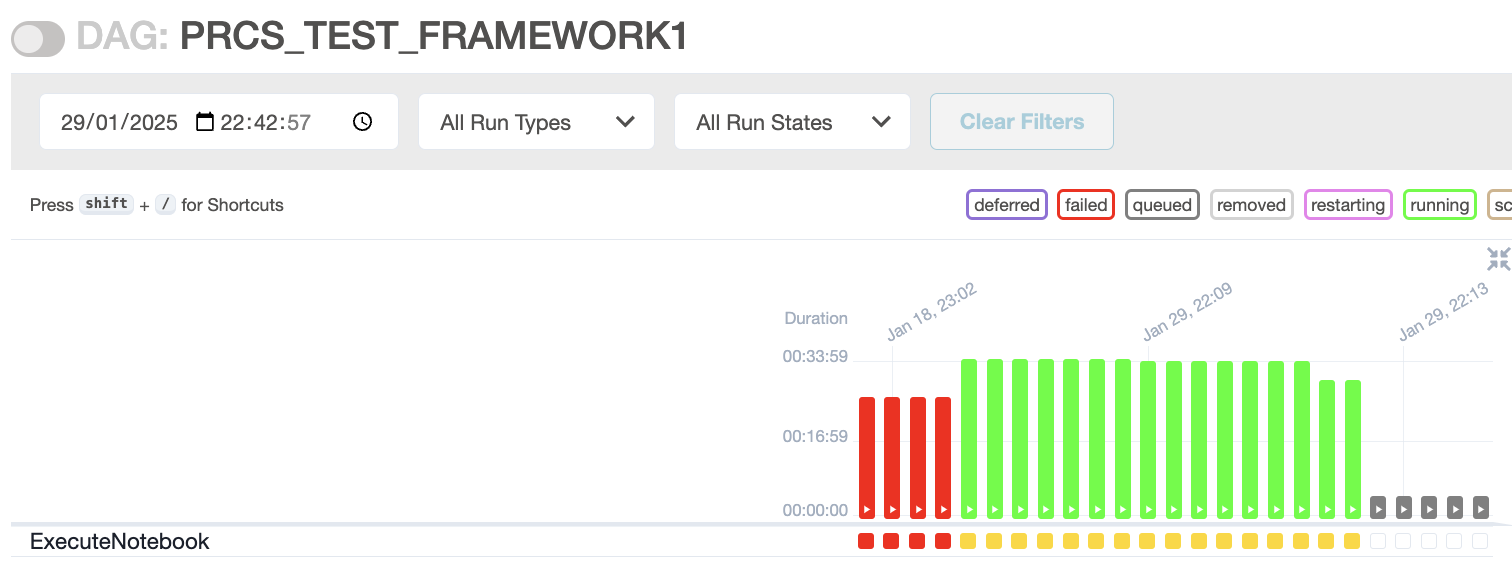 DAG: PRCS_TEST_FRAMEWORK1
29/01/2025 22:42:57 All Run Types All Run States Clear Filters
Press shift + / for Shortcuts deferred failed queued removed restarting running sc
Jan 18, 23:02 Jan 29, 22:09 Jan 29, 22:13
Duration
00:33:59
00:16:59
00:00:00
ExecuteNotebook